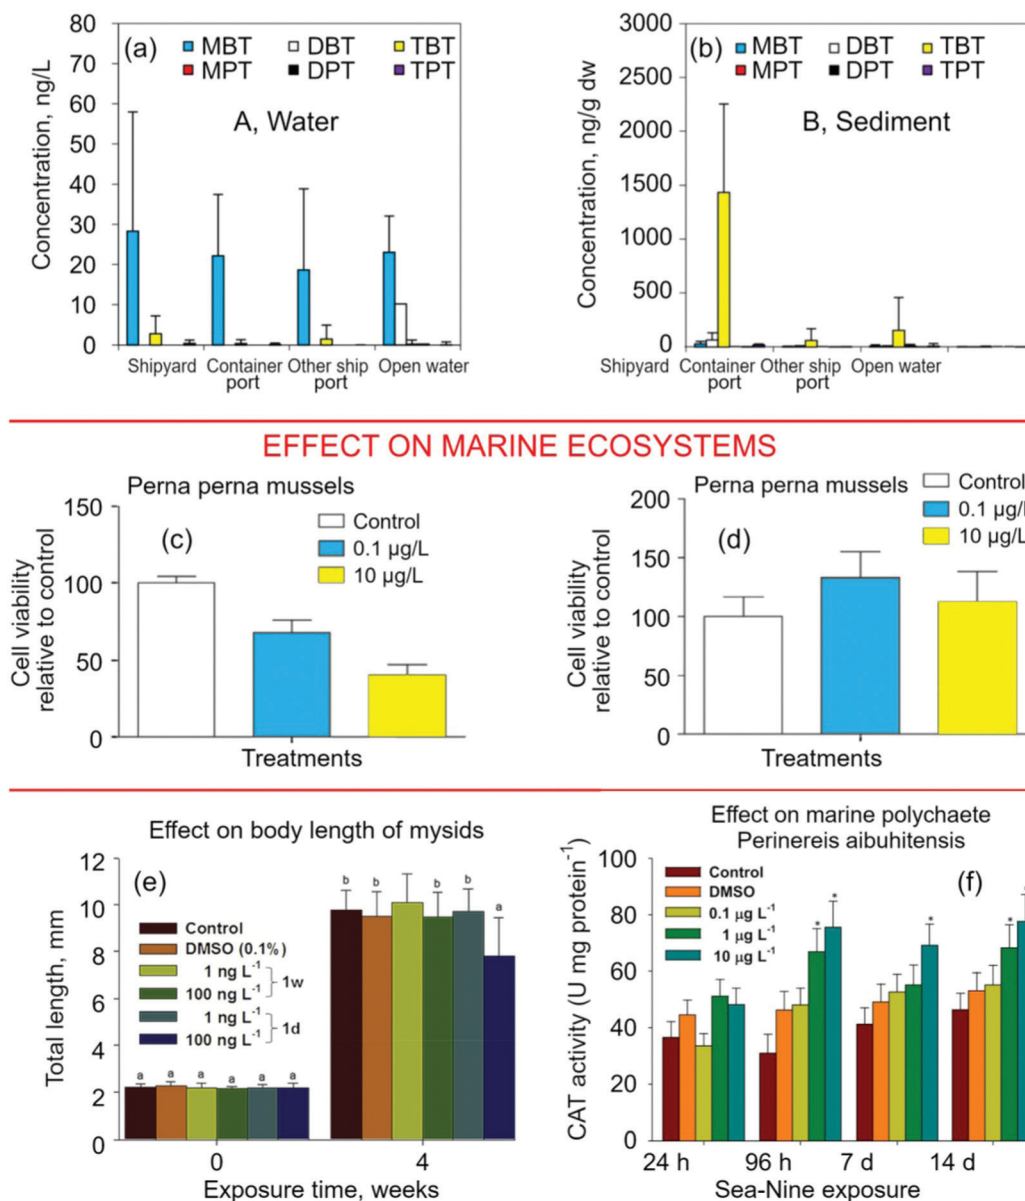 80
70
60
50
40
30
20
10
0
Concentration, ng/L
(a)
MBT DBT TBT
MPT DPT TPT
A, Water
Shipyard Container port Other ship port Open water
3000
2500
2000
1500
1000
500
0
Concentration, ng/g dw
(b)
MBT DBT TBT
MPT DPT TPT
B, Sediment
Shipyard Container port Other ship port Open water
EFFECT ON MARINE ECOSYSTEMS
Perna perna mussels
150
100
50
0
Cell viability
relative to control
(c)
Control
0.1 µg/L
10 µg/L
Treatments
Perna perna mussels
200
150
100
50
0
Cell viability
relative to control
(d)
Control
0.1 µg/L
10 µg/L
Treatments
Effect on body length of mysids
12
10
8
6
4
2
0
Total length, mm
(e)
Control
DMSO (0.1%)
1 ng L⁻¹
100 ng L⁻¹
1w
1 ng L⁻¹
100 ng L⁻¹
1d
a a a a a a
b b b b a
0 4
Exposure time, weeks
Effect on marine polychaete
Perinereis aibuhitensis
100
80
60
40
20
0
CAT activity (U mg protein⁻¹)
(f)
Control
DMSO
0.1 µg L⁻¹
1 µg L⁻¹
10 µg L⁻¹
* * * *
24 h 96 h 7 d 14 d
Sea-Nine exposure